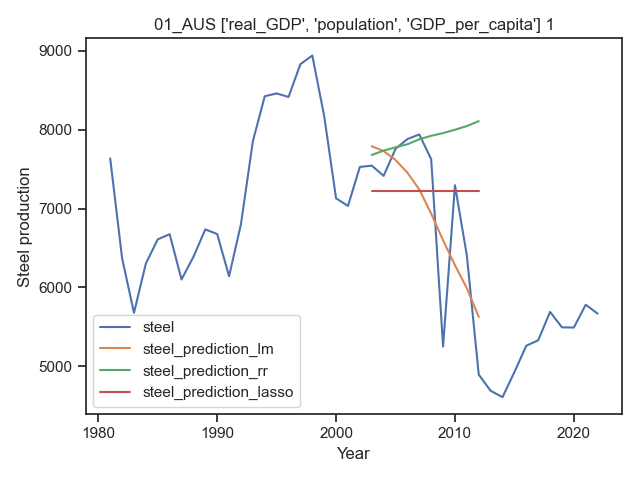 01_AUS ['real_GDP', 'population', 'GDP_per_capita'] 1
Steel production
9000
8000
7000
6000
5000
steel
steel_prediction_lm
steel_prediction_rr
steel_prediction_lasso
1980
1990
2000
2010
2020
Year